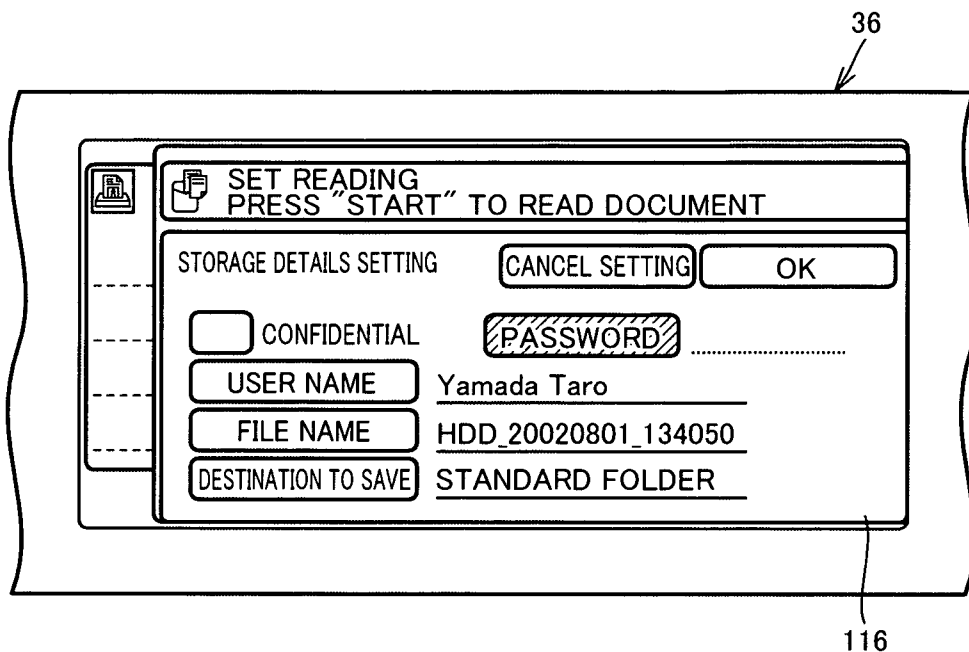 36
SET READING
PRESS "START" TO READ DOCUMENT
STORAGE DETAILS SETTING CANCEL SETTING OK
CONFIDENTIAL PASSWORD
USER NAME Yamada Taro
FILE NAME HDD_20020801_134050
DESTINATION TO SAVE STANDARD FOLDER
116